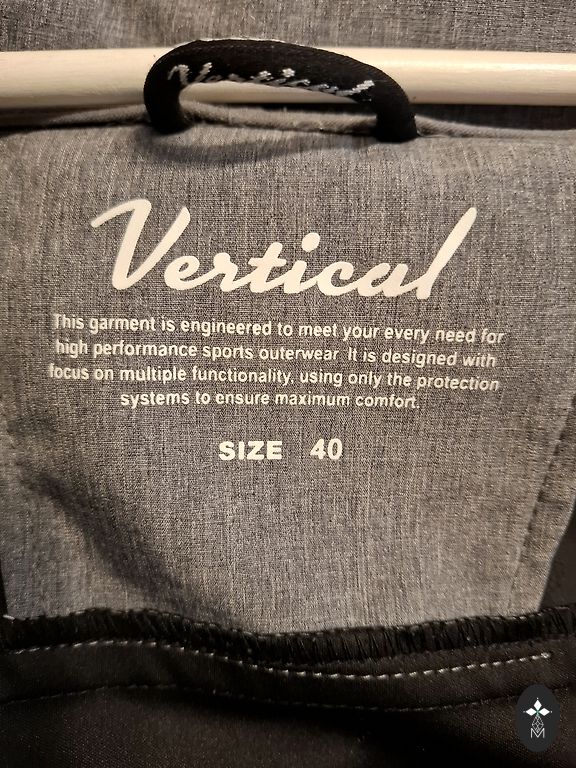 Vertical
Vertical
This garment is engineered to meet your every need for
high performance sports outerwear. It is designed with
focus on multiple functionality, using only the protection
systems to ensure maximum comfort.
SIZE 40
M